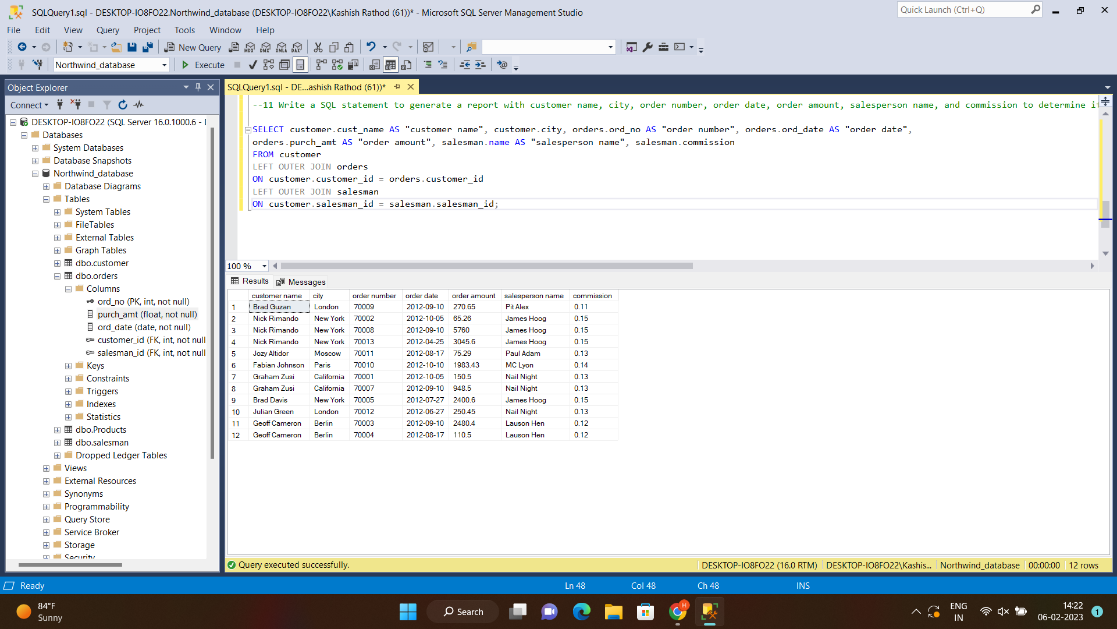 SQLQuery1.sql - DESKTOP-IO8FO22.Northwind_database (DESKTOP-IO8FO22\Kashish Rathod (61))* - Microsoft SQL Server Management Studio
Quick Launch (Ctrl+Q)
File Edit View Query Project Tools Window Help
New Query
MDX DMX XMLA DAX
Northwind_database
Execute
Object Explorer
SQLQuery1.sql - DE...ashish Rathod (61))*
Connect
DESKTOP-IO8FO22 (SQL Server 16.0.1000.6 - I
Databases
System Databases
Database Snapshots
Northwind_database
Database Diagrams
Tables
System Tables
FileTables
External Tables
Graph Tables
dbo.customer
dbo.orders
Columns
ord_no (PK, int, not null)
purch_amt (float, not null)
ord_date (date, not null)
customer_id (FK, int, not null
salesman_id (FK, int, not null
Keys
Constraints
Triggers
Indexes
Statistics
dbo.Products
dbo.salesman
Dropped Ledger Tables
Views
External Resources
Synonyms
Programmability
Query Store
Service Broker
Storage
Security
--11 Write a SQL statement to generate a report with customer name, city, order number, order date, order amount, salesperson name, and commission to determine i
SELECT customer.cust_name AS "customer name", customer.city, orders.ord_no AS "order number", orders.ord_date AS "order date",
orders.purch_amt AS "order amount", salesman.name AS "salesperson name", salesman.commission
FROM customer
LEFT OUTER JOIN orders
ON customer.customer_id = orders.customer_id
LEFT OUTER JOIN salesman
ON customer.salesman_id = salesman.salesman_id;
100 %
Results Messages
customer name city order number order date order amount salesperson name commission
1 Brad Guzan London 70009 2012-09-10 270.65 Pit Alex 0.11
2 Nick Rimando New York 70002 2012-10-05 65.26 James Hoog 0.15
3 Nick Rimando New York 70008 2012-09-10 5760 James Hoog 0.15
4 Nick Rimando New York 70013 2012-04-25 3045.6 James Hoog 0.15
5 Jozy Altidor Moscow 70011 2012-08-17 75.29 Paul Adam 0.13
6 Fabian Johnson Paris 70010 2012-10-10 1983.43 MC Lyon 0.14
7 Graham Zusi California 70001 2012-10-05 150.5 Nail Night 0.13
8 Graham Zusi California 70007 2012-09-10 948.5 Nail Night 0.13
9 Brad Davis New York 70005 2012-07-27 2400.6 James Hoog 0.15
10 Julian Green London 70012 2012-06-27 250.45 Nail Night 0.13
11 Geoff Cameron Berlin 70003 2012-09-10 2480.4 Lauson Hen 0.12
12 Geoff Cameron Berlin 70004 2012-08-17 110.5 Lauson Hen 0.12
Query executed successfully. DESKTOP-IO8FO22 (16.0 RTM) DESKTOP-IO8FO22\Kashis... Northwind_database 00:00:00 12 rows
Ready Ln 48 Col 48 Ch 48 INS
84°F
Sunny
Search
ENG
IN
14:22
06-02-2023
1